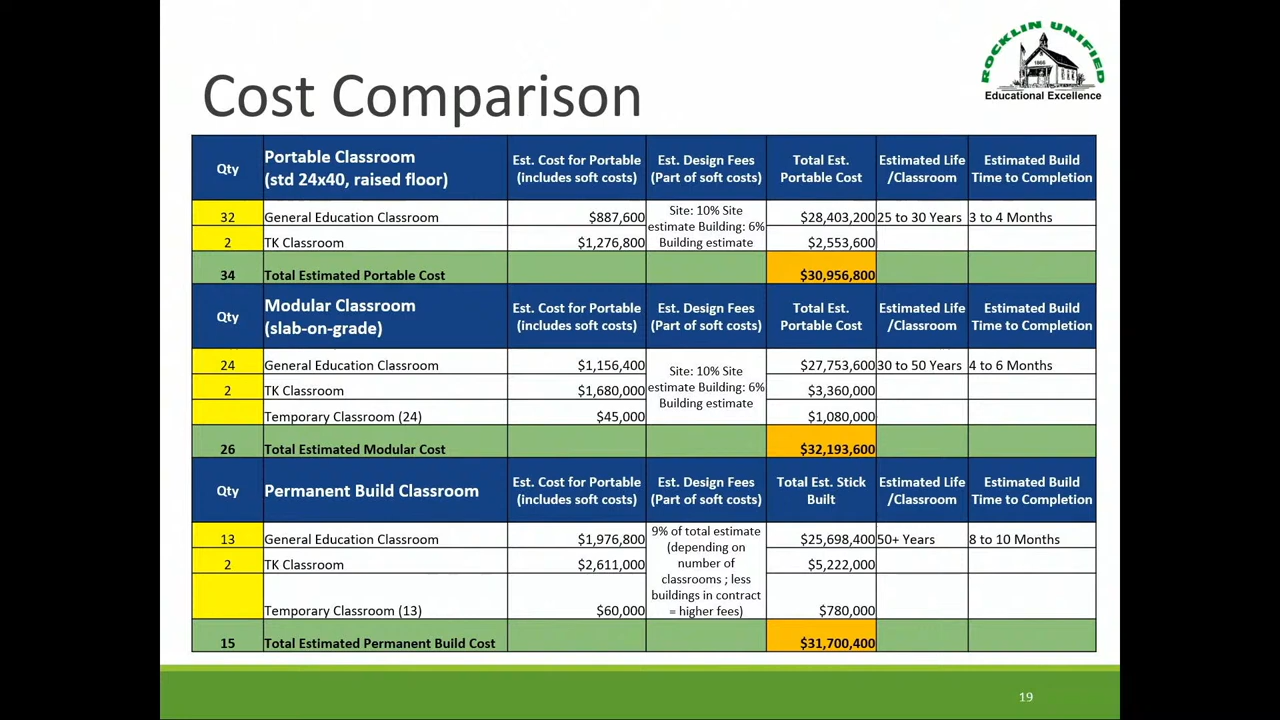 ROCKLIN UNIFIED
1866
Educational Excellence
Cost Comparison
Qty
Portable Classroom
(std 24x40, raised floor)
Est. Cost for Portable
(includes soft costs)
Est. Design Fees
(Part of soft costs)
Total Est.
Portable Cost
Estimated Life
/Classroom
Estimated Build
Time to Completion
32 General Education Classroom $887,600 $28,403,200 25 to 30 Years 3 to 4 Months
Site: 10% Site
estimate Building: 6%
Building estimate
2 TK Classroom $1,276,800 $2,553,600
34 Total Estimated Portable Cost $30,956,800
Qty
Modular Classroom
(slab-on-grade)
Est. Cost for Portable
(includes soft costs)
Est. Design Fees
(Part of soft costs)
Total Est.
Portable Cost
Estimated Life
/Classroom
Estimated Build
Time to Completion
24 General Education Classroom $1,156,400 $27,753,600 30 to 50 Years 4 to 6 Months
Site: 10% Site
estimate Building: 6%
Building estimate
2 TK Classroom $1,680,000 $3,360,000
Temporary Classroom (24) $45,000 $1,080,000
26 Total Estimated Modular Cost $32,193,600
Qty
Permanent Build Classroom
Est. Cost for Portable
(includes soft costs)
Est. Design Fees
(Part of soft costs)
Total Est. Stick
Built
Estimated Life
/Classroom
Estimated Build
Time to Completion
13 General Education Classroom $1,976,800 $25,698,400 50+ Years 8 to 10 Months
9% of total estimate
(depending on
number of
classrooms ; less
buildings in contract
= higher fees)
2 TK Classroom $2,611,000 $5,222,000
Temporary Classroom (13) $60,000 $780,000
15 Total Estimated Permanent Build Cost $31,700,400
19